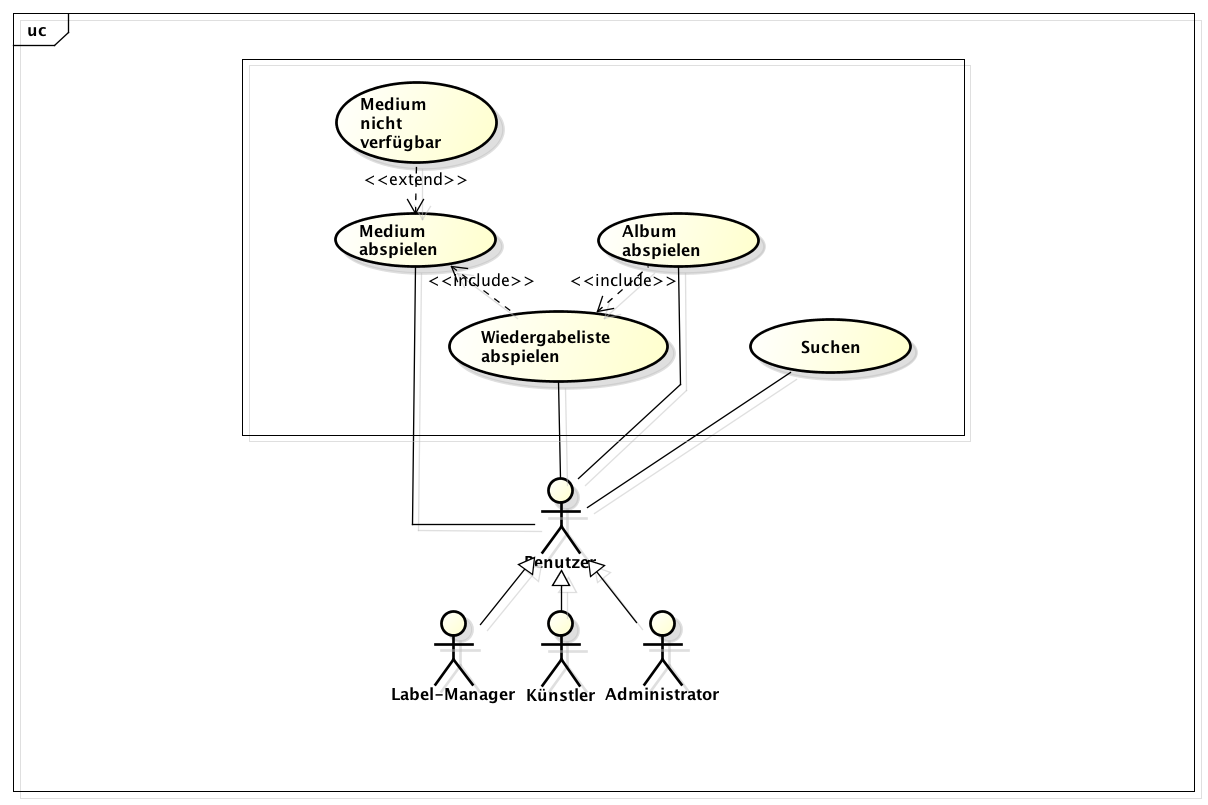 uc
Medium
nicht
verfügbar
<<extend>>
Medium
abspielen
Album
abspielen
<<include>>
<<include>>
Wiedergabeliste
abspielen
Suchen
Benutzer
Label-Manager
Künstler
Administrator